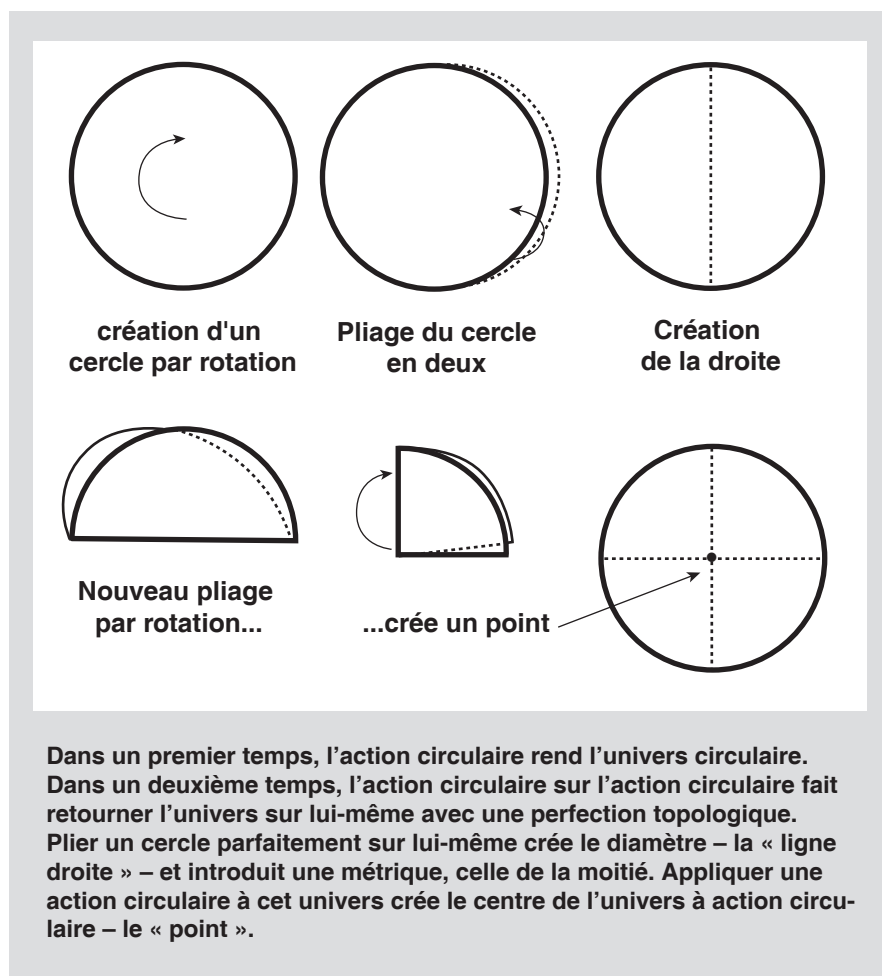 création d'un
cercle par rotation
Pliage du cercle
en deux
Création
de la droite
Nouveau pliage
par rotation...
...crée un point
Dans un premier temps, l’action circulaire rend l’univers circulaire.
Dans un deuxième temps, l’action circulaire sur l’action circulaire fait
retourner l’univers sur lui-même avec une perfection topologique.
Plier un cercle parfaitement sur lui-même crée le diamètre – la « ligne
droite » – et introduit une métrique, celle de la moitié. Appliquer une
action circulaire à cet univers crée le centre de l’univers à action circu-
laire – le « point ».